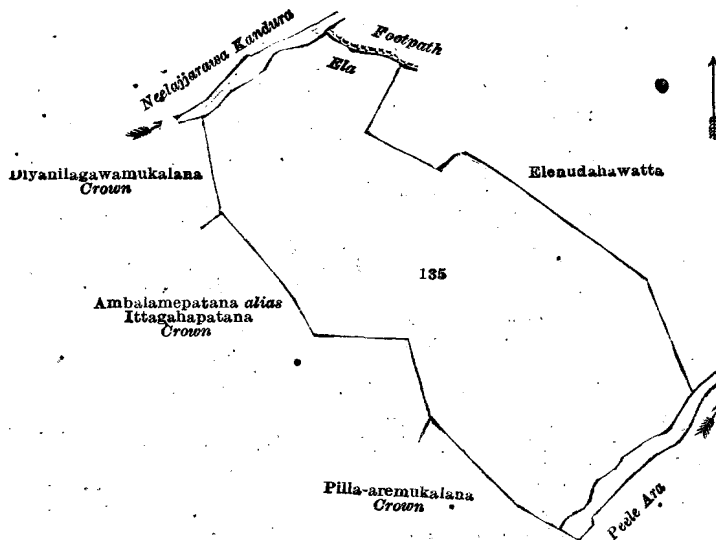 Neelajjarawa Kandura
Footpath
Ela
Diyanilagawamukalana
Crown
Elenudahawatta
135
Ambalamepatana alias
Ittagahapatana
Crown
Pilla-aremukalana
Crown
Peele Ara